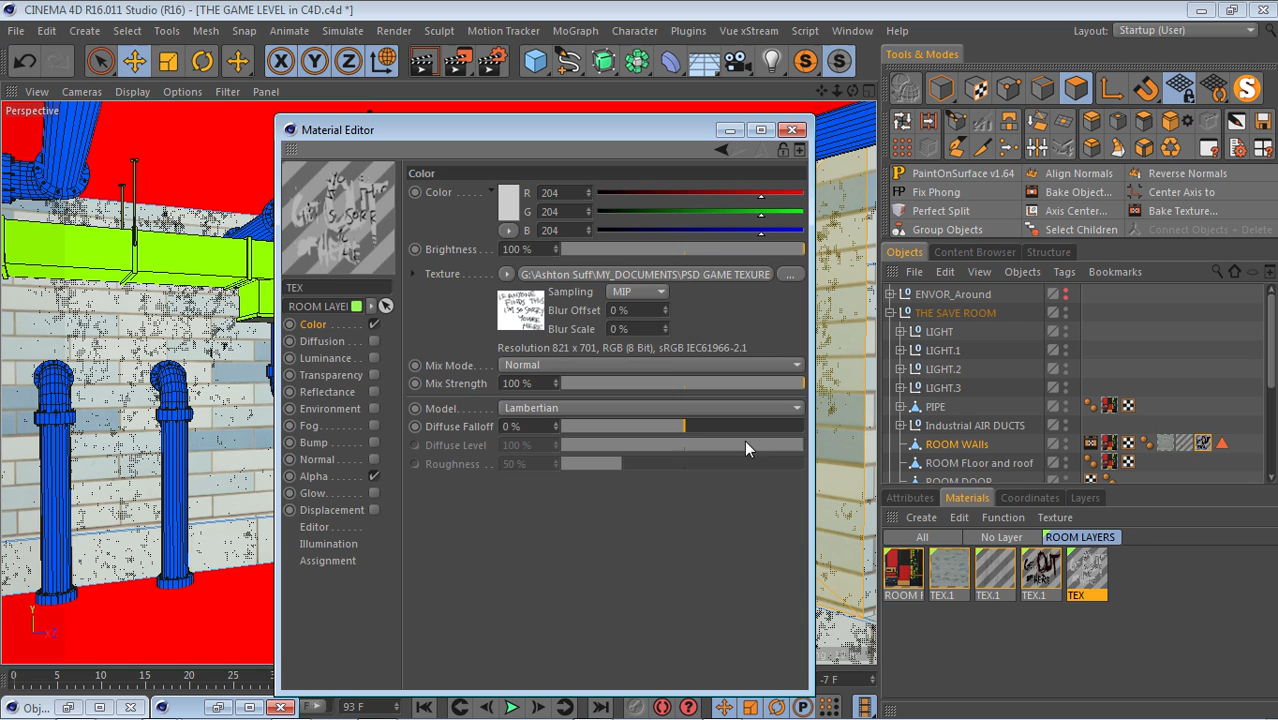 CINEMA 4D R16.011 Studio (R16) - [THE GAME LEVEL in C4D.c4d *]
File Edit Create Select Tools Mesh Snap Animate Simulate Render Sculpt Motion Tracker MoGraph Character Plugins Vue xStream Script Window Help Layout: Startup (User)
Tools & Modes
View Cameras Display Options Filter Panel
Perspective
Material Editor
Color
Color R 204
G 204
B 204
Brightness 100 %
Texture G:\Ashton Suff\MY_DOCUMENTS\PSD GAME TEXURE ...
Sampling MIP
Blur Offset 0 %
Blur Scale 0 %
Resolution 821 x 701, RGB (8 Bit), sRGB IEC61966-2.1
Mix Mode Normal
Mix Strength 100 %
Model Lambertian
Diffuse Falloff 0 %
Diffuse Level 100 %
Roughness 50 %
TEX
ROOM LAYEI
Color
Diffusion
Luminance
Transparency
Reflectance
Environment
Fog
Bump
Normal
Alpha
Glow
Displacement
Editor
Illumination
Assignment
PaintOnSurface v1.64 Align Normals Reverse Normals
Fix Phong Bake Object... Center Axis to
Perfect Split Axis Center... Bake Texture...
Group Objects Select Children Connect Objects + Delet
Objects Content Browser Structure
File Edit View Objects Tags Bookmarks
ENVOR_Around
THE SAVE ROOM
LIGHT
LIGHT.1
LIGHT.2
LIGHT.3
PIPE
Industrial AIR DUCTS
ROOM WAlls
ROOM FLoor and roof
ROOM DOOR
Attributes Materials Coordinates Layers
Create Edit Function Texture
All No Layer ROOM LAYERS
ROOM F TEX.1 TEX.1 TEX.1 TEX
0 5 10 15 20 25 30
-7 F
Obj... F 93 F